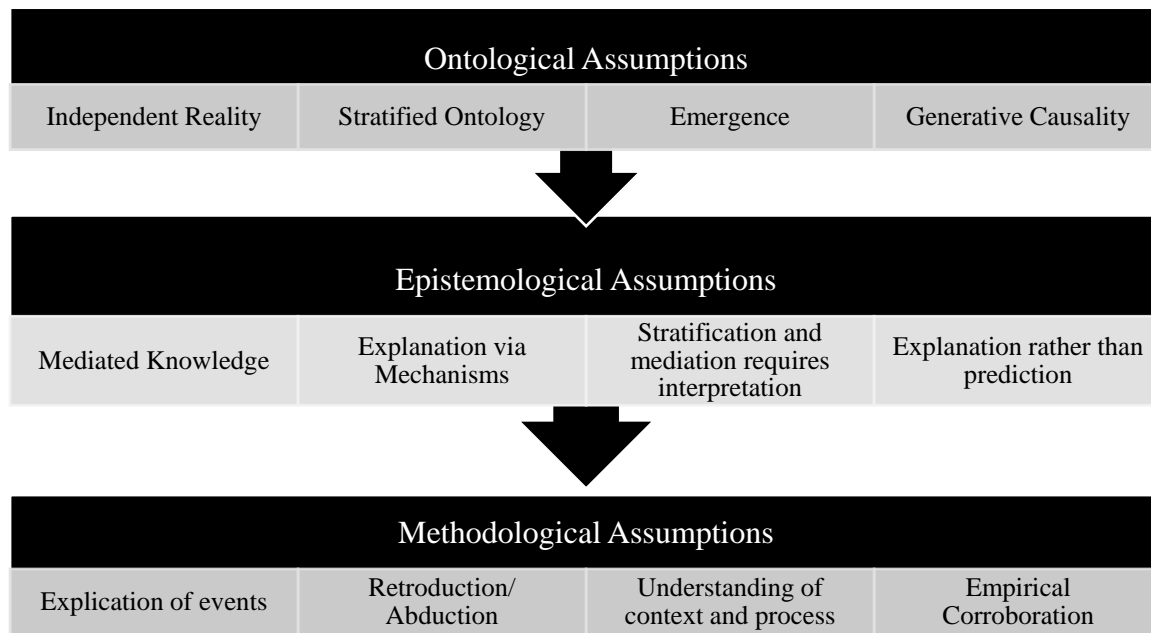 Ontological Assumptions
Independent Reality
Stratified Ontology
Emergence
Generative Causality
Epistemological Assumptions
Mediated Knowledge
Explanation via
Mechanisms
Stratification and
mediation requires
interpretation
Explanation rather than
prediction
Methodological Assumptions
Explication of events
Retroduction/
Abduction
Understanding of
context and process
Empirical
Corroboration